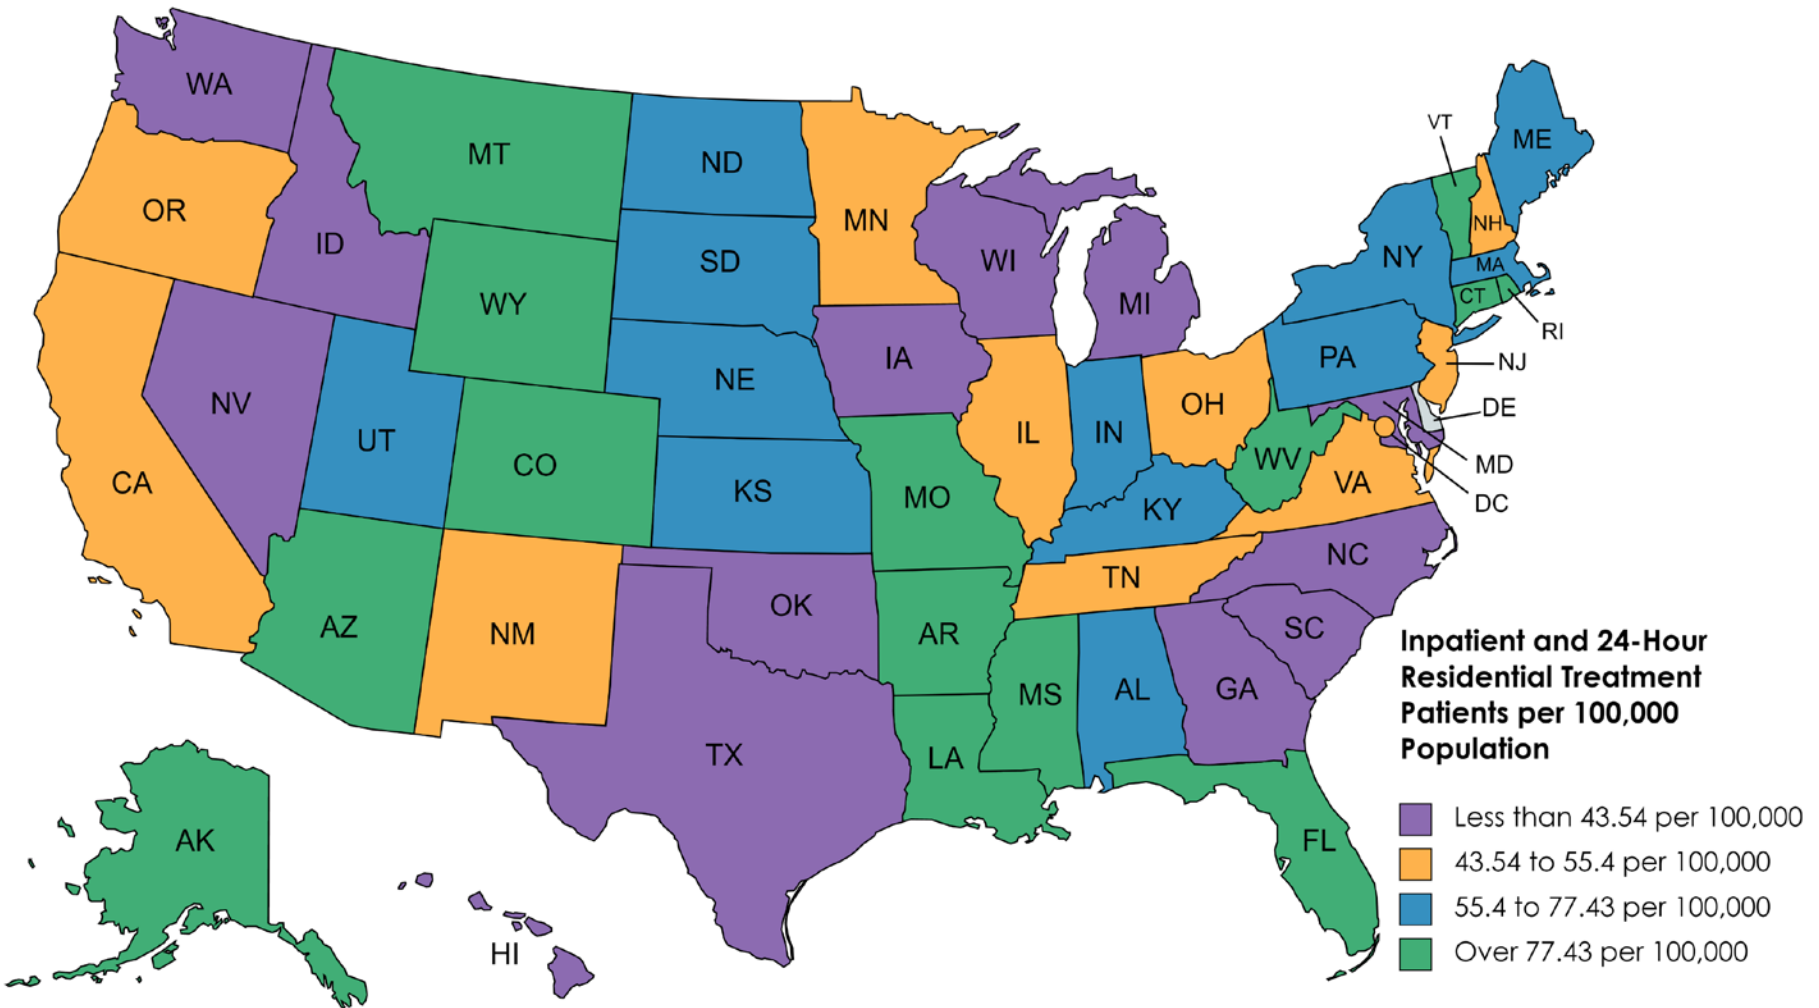 WA
MT
ND
MN
VT
ME
OR
ID
SD
WI
NH
NY
MA
WY
MI
CT
RI
IA
PA
NJ
NE
NV
OH
DE
UT
IL
IN
CO
WV
MD
CA
KS
MO
KY
VA
DC
NC
TN
AZ
NM
OK
AR
SC
MS
AL
GA
TX
LA
AK
FL
HI
Inpatient and 24-Hour
Residential Treatment
Patients per 100,000
Population
Less than 43.54 per 100,000
43.54 to 55.4 per 100,000
55.4 to 77.43 per 100,000
Over 77.43 per 100,000